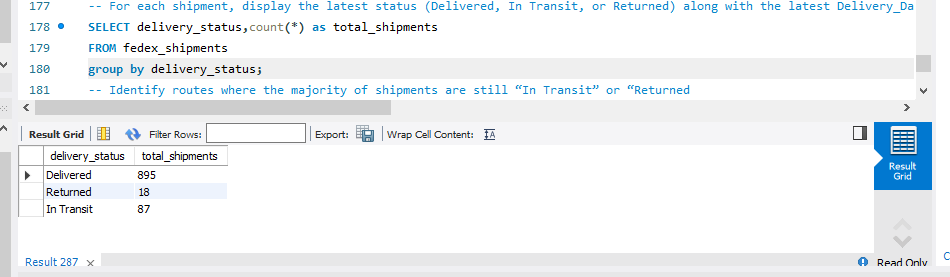 177 -- For each shipment, display the latest status (Delivered, In Transit, or Returned) along with the latest Delivery_Da
178 SELECT delivery_status,count(*) as total_shipments
179 FROM fedex_shipments
180 group by delivery_status;
181 -- Identify routes where the majority of shipments are still “In Transit” or “Returned
Result Grid Filter Rows: Export: Wrap Cell Content: IA
delivery_status total_shipments
Delivered 895
Returned 18
In Transit 87
Result
Grid
Result 287 x Read Only